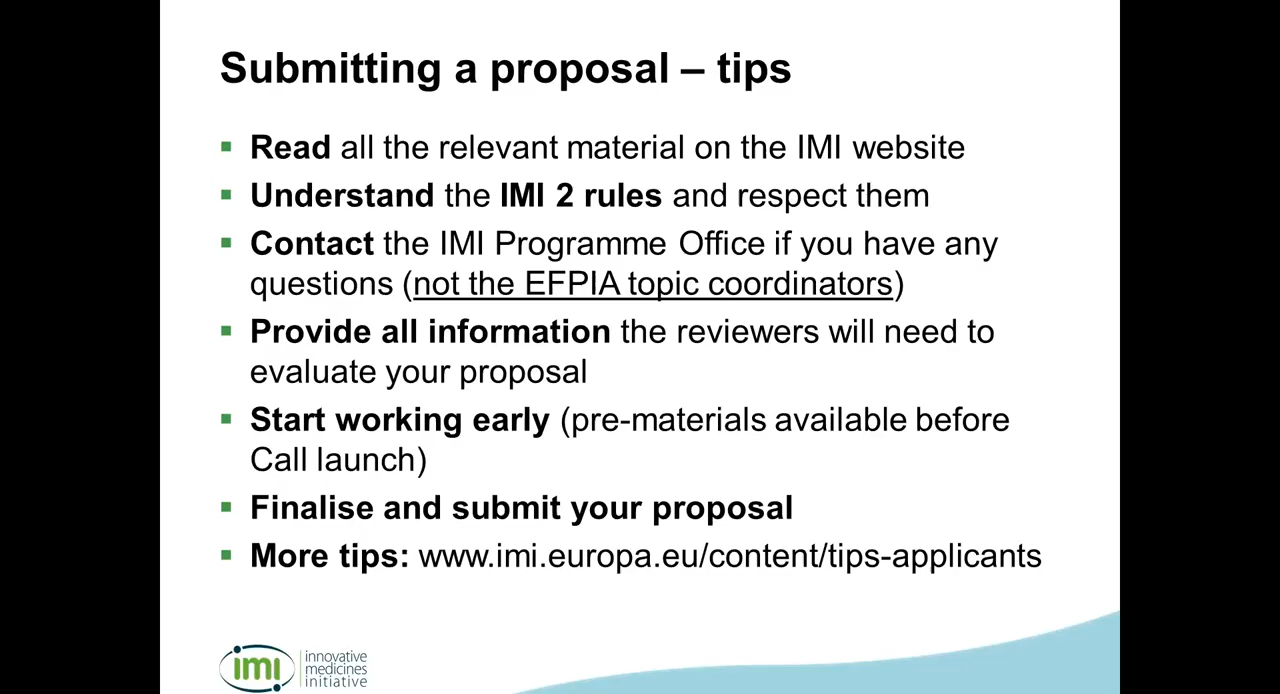 Submitting a proposal – tips
▪ Read all the relevant material on the IMI website
▪ Understand the IMI 2 rules and respect them
▪ Contact the IMI Programme Office if you have any
questions (not the EFPIA topic coordinators)
▪ Provide all information the reviewers will need to
evaluate your proposal
▪ Start working early (pre-materials available before
Call launch)
▪ Finalise and submit your proposal
▪ More tips: www.imi.europa.eu/content/tips-applicants
imi
innovative
medicines
initiative